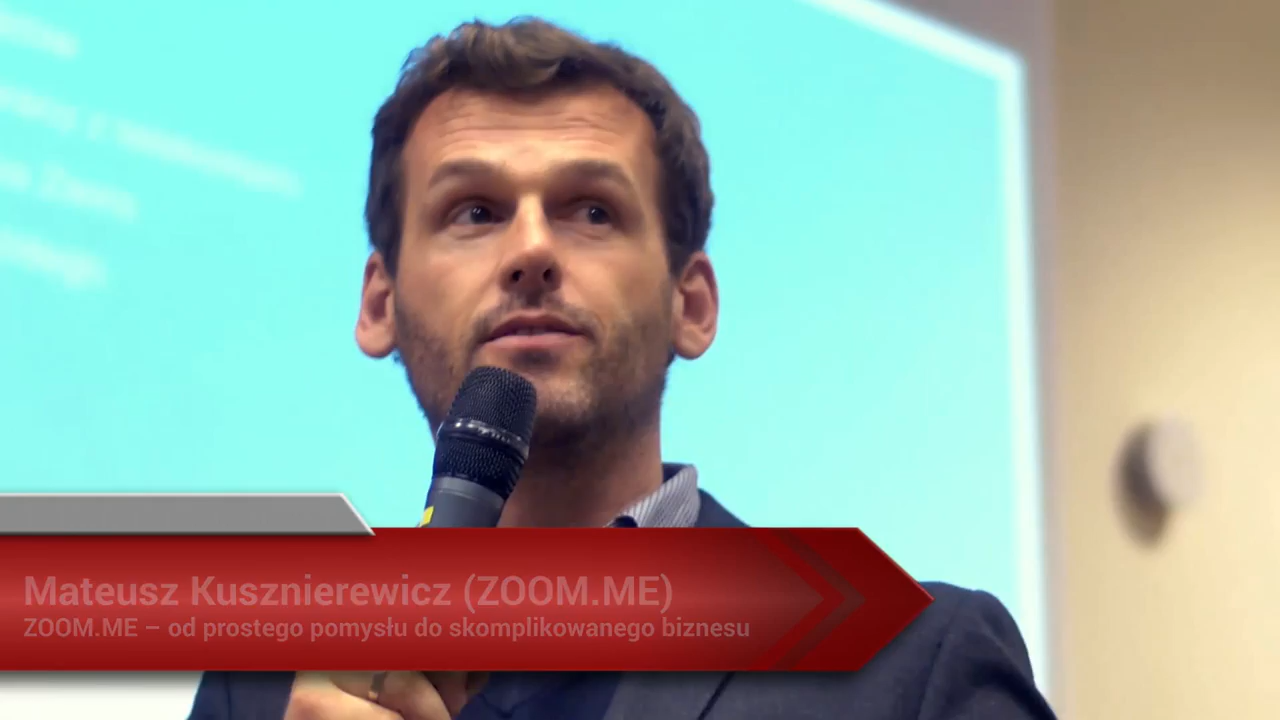 Mateusz Kusznierewicz (ZOOM.ME)
ZOOM.ME – od prostego pomysłu do skomplikowanego biznesu